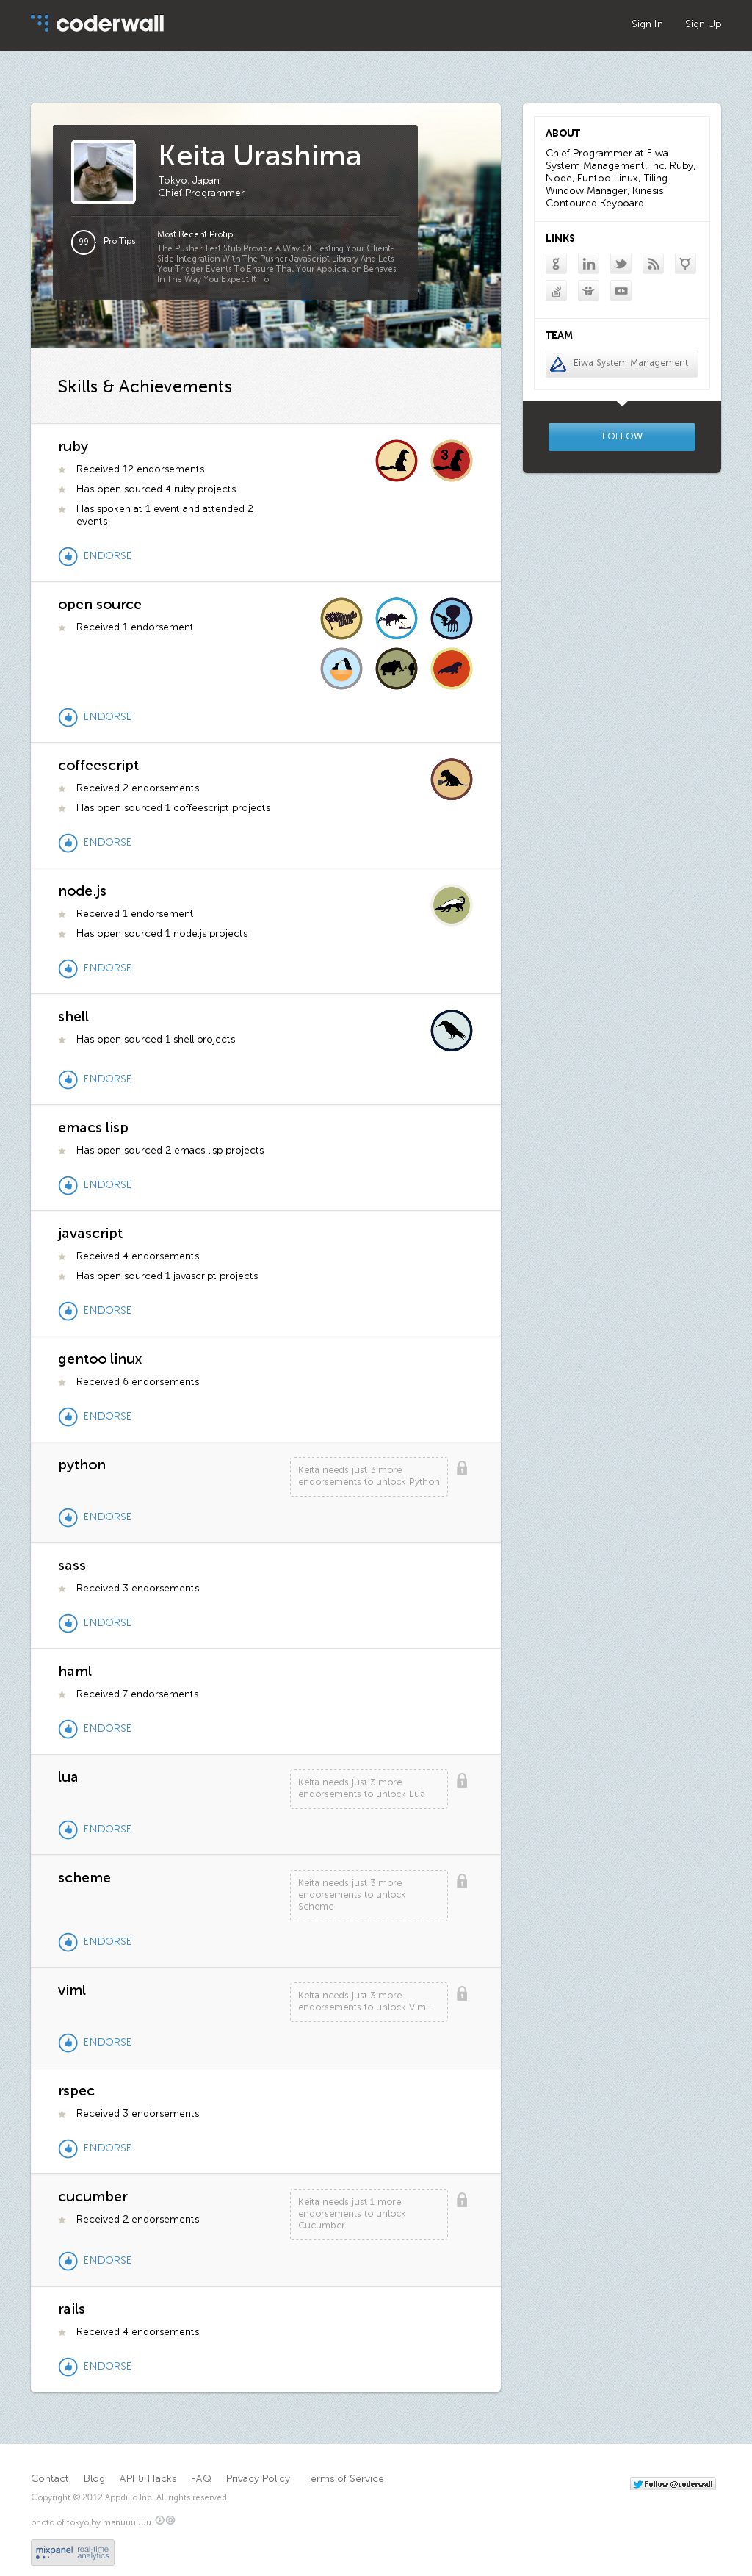 coderwall
Sign In
Sign Up
Keita Urashima
Tokyo, Japan
Chief Programmer
99
Pro Tips
Most Recent Protip
The Pusher Test Stub Provide A Way Of Testing Your Client-
Side Integration With The Pusher JavaScript Library And Lets
You Trigger Events To Ensure That Your Application Behaves
In The Way You Expect It To.
ABOUT
Chief Programmer at Eiwa
System Management, Inc. Ruby,
Node, Funtoo Linux, Tiling
Window Manager, Kinesis
Contoured Keyboard.
LINKS
TEAM
Eiwa System Management
FOLLOW
Skills & Achievements
ruby
Received 12 endorsements
Has open sourced 4 ruby projects
Has spoken at 1 event and attended 2
events
3
ENDORSE
open source
Received 1 endorsement
ENDORSE
coffeescript
Received 2 endorsements
Has open sourced 1 coffeescript projects
ENDORSE
node.js
Received 1 endorsement
Has open sourced 1 node.js projects
ENDORSE
shell
Has open sourced 1 shell projects
ENDORSE
emacs lisp
Has open sourced 2 emacs lisp projects
ENDORSE
javascript
Received 4 endorsements
Has open sourced 1 javascript projects
ENDORSE
gentoo linux
Received 6 endorsements
ENDORSE
python
Keita needs just 3 more
endorsements to unlock Python
ENDORSE
sass
Received 3 endorsements
ENDORSE
haml
Received 7 endorsements
ENDORSE
lua
Keita needs just 3 more
endorsements to unlock Lua
ENDORSE
scheme
Keita needs just 3 more
endorsements to unlock
Scheme
ENDORSE
viml
Keita needs just 3 more
endorsements to unlock VimL
ENDORSE
rspec
Received 3 endorsements
ENDORSE
cucumber
Received 2 endorsements
Keita needs just 1 more
endorsements to unlock
Cucumber
ENDORSE
rails
Received 4 endorsements
ENDORSE
Contact
Blog
API & Hacks
FAQ
Privacy Policy
Terms of Service
Follow @coderwall
Copyright © 2012 Appdillo Inc. All rights reserved.
photo of tokyo by manuuuuuu
mixpanel real-time
analytics